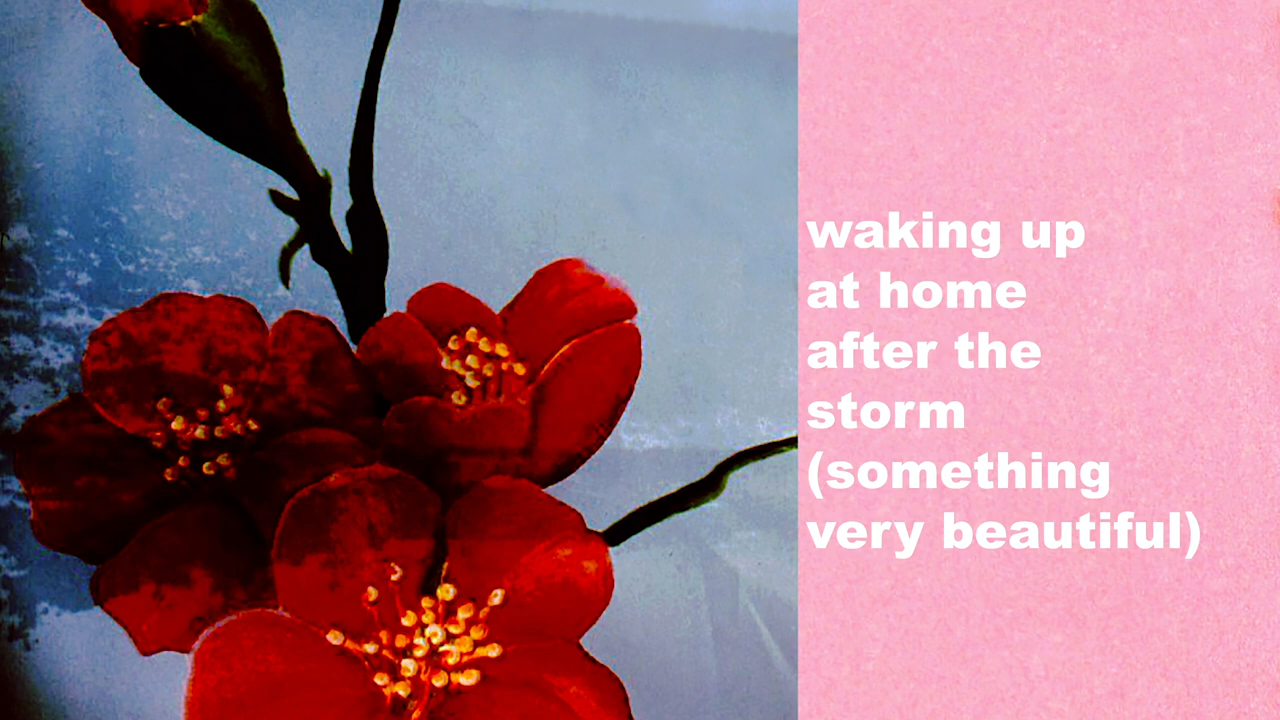 waking up
at home
after the
storm
(something
very beautiful)